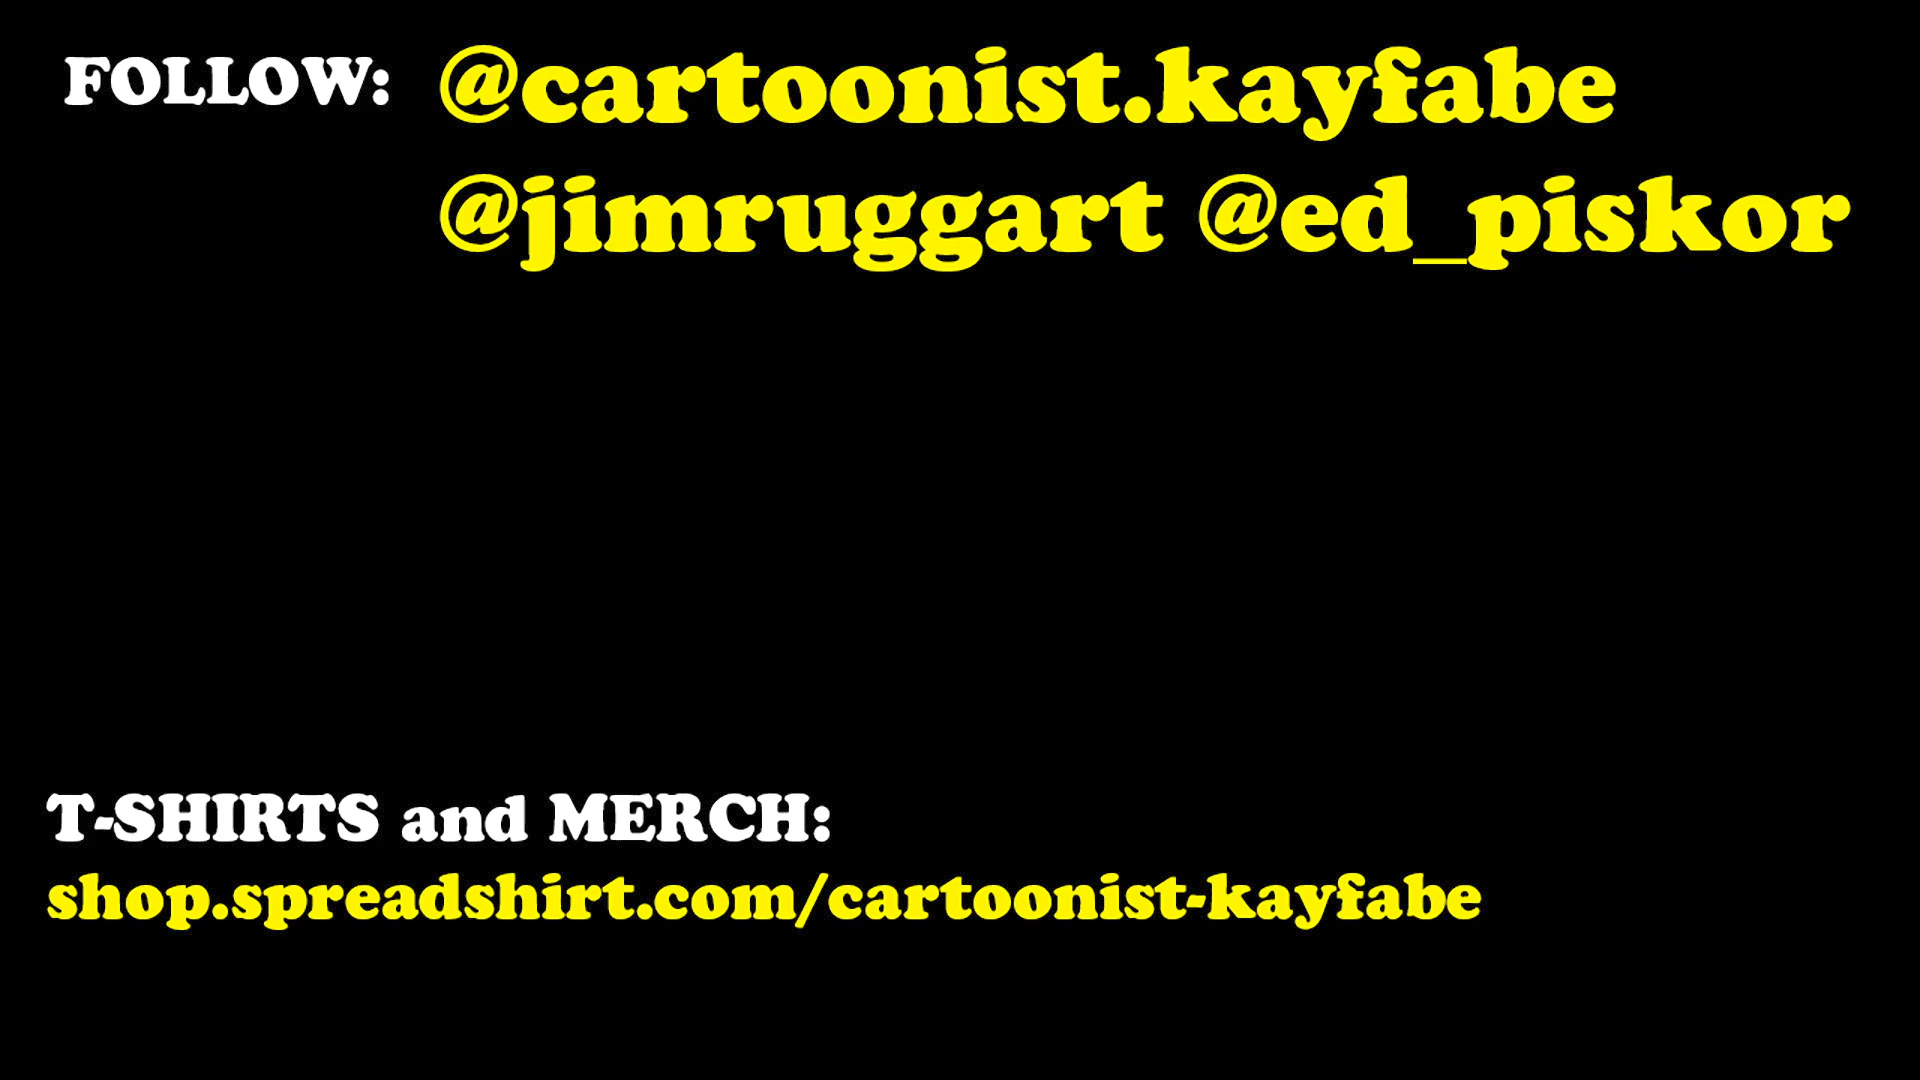 FOLLOW: @cartoonist.kayfabe
@jimruggart @ed_piskor
T-SHIRTS and MERCH:
shop.spreadshirt.com/cartoonist-kayfabe